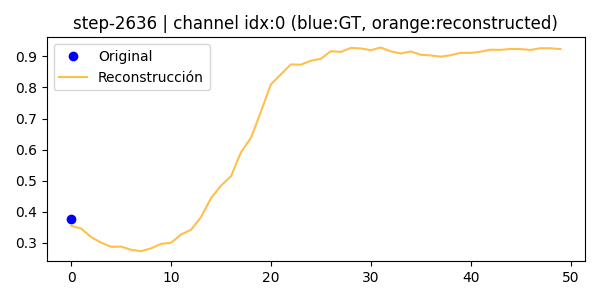 step-2636 | channel idx:0 (blue:GT, orange:reconstructed)
Original
Reconstrucción
0.9
0.8
0.7
0.6
0.5
0.4
0.3
0 10 20 30 40 50